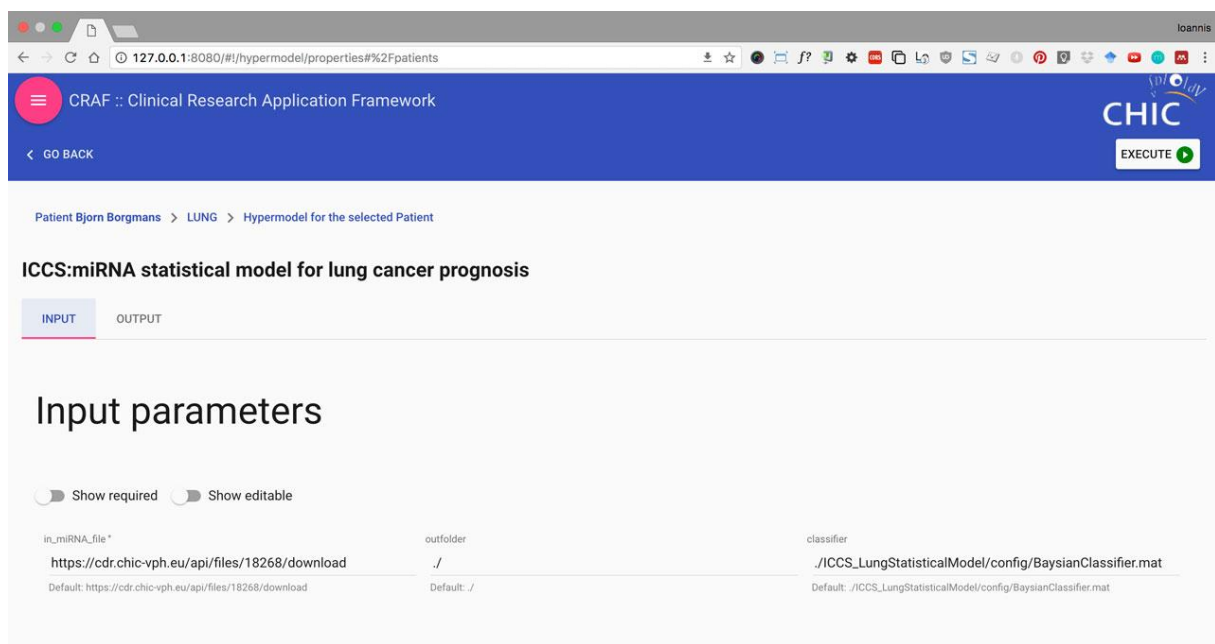 Ioannis
127.0.0.1:8080/#!/hypermodel/properties#%2Fpatients
CRAF :: Clinical Research Application Framework
CHIC
GO BACK
EXECUTE
Patient Bjorn Borgmans > LUNG > Hypermodel for the selected Patient
ICCS:miRNA statistical model for lung cancer prognosis
INPUT OUTPUT
Input parameters
Show required Show editable
in_miRNA_file * outfolder classifier
https://cdr.chic-vph.eu/api/files/18268/download ./ ./ICCS_LungStatisticalModel/config/BaysianClassifier.mat
Default: https://cdr.chic-vph.eu/api/files/18268/download Default: ./ Default: ./ICCS_LungStatisticalModel/config/BaysianClassifier.mat